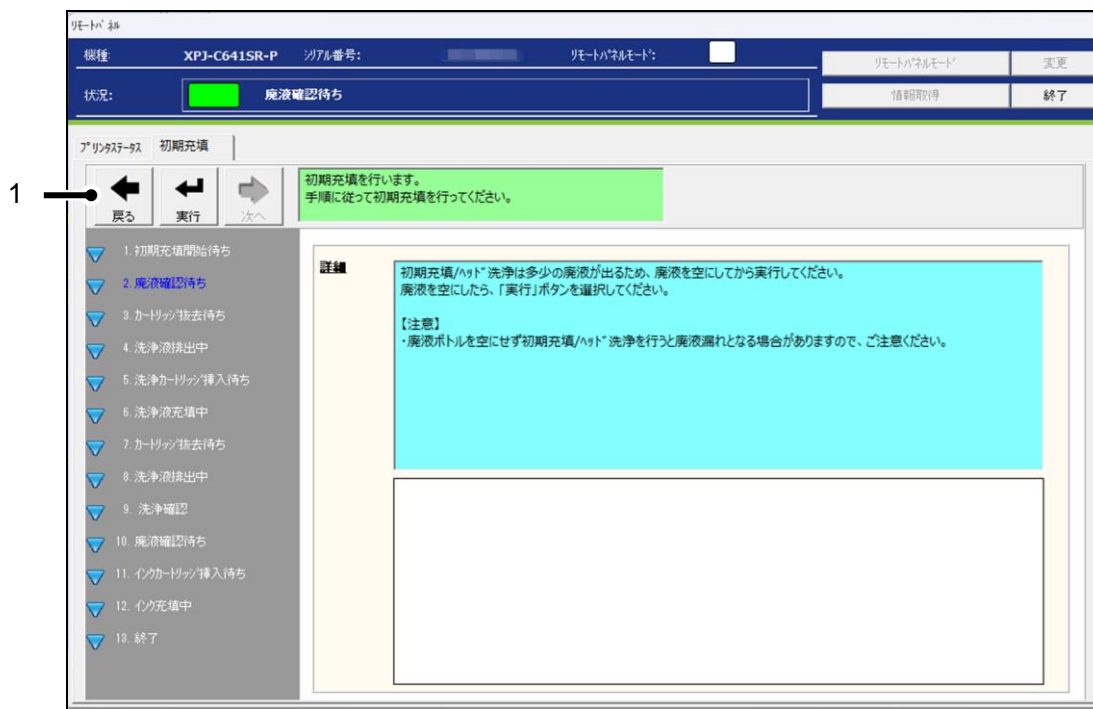 リモートパネル
機種: XPJ-C641SR-P シリアル番号: リモートパネルモード: リモートパネルモード 変更
状況: 廃液確認待ち 情報取得 終了
プリンタステータス 初期充填
1
戻る 実行 次へ
初期充填を行います。
手順に従って初期充填を行ってください。
1. 初期充填開始待ち
2. 廃液確認待ち
3. カートリッジ抜去待ち
4. 洗浄液排出中
5. 洗浄カートリッジ挿入待ち
6. 洗浄液充填中
7. カートリッジ抜去待ち
8. 洗浄液排出中
9. 洗浄確認
10. 廃液確認待ち
11. インクカートリッジ挿入待ち
12. インク充填中
13. 終了
詳細
初期充填/ヘッド洗浄は多少の廃液が出るため、廃液を空にしてから実行してください。
廃液を空にしたら、「実行」ボタンを選択してください。
【注意】
・廃液ボトルを空にせず初期充填/ヘッド洗浄を行うと廃液漏れとなる場合がありますので、ご注意ください。